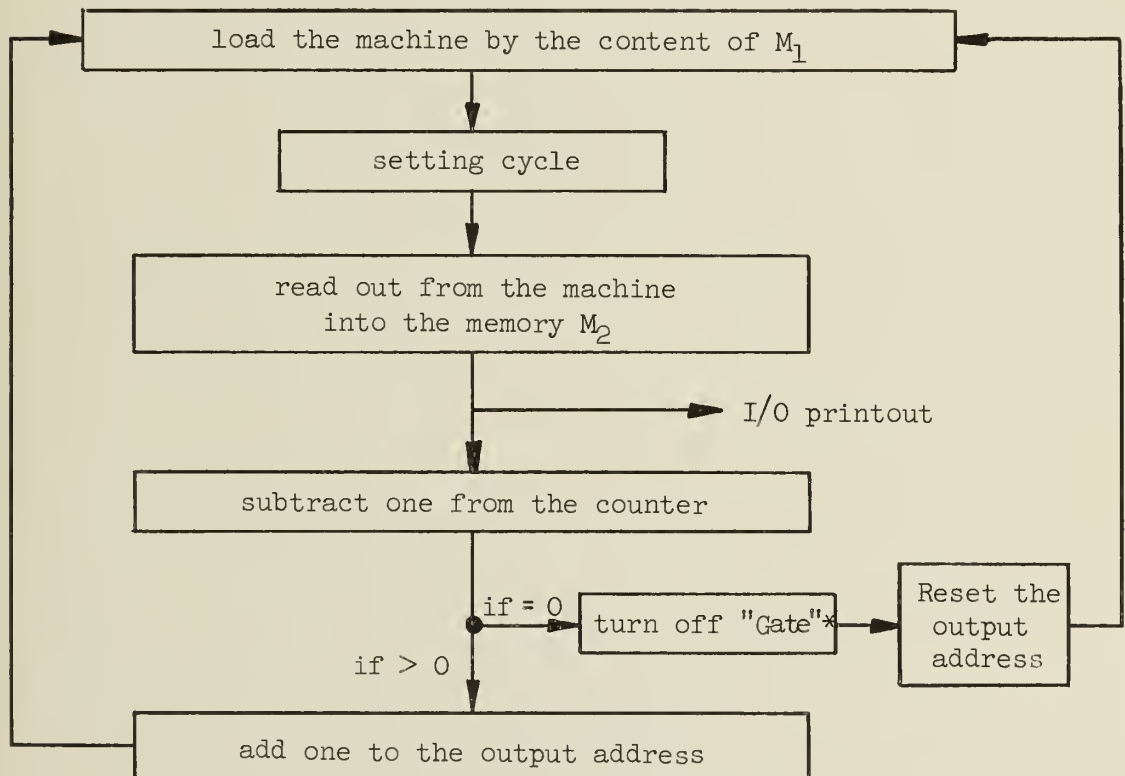 load the machine by the content of M₁
setting cycle
read out from the machine
into the memory M₂
I/O printout
subtract one from the counter
if = 0
turn off "Gate"*
Reset the
output
address
if > 0
add one to the output address